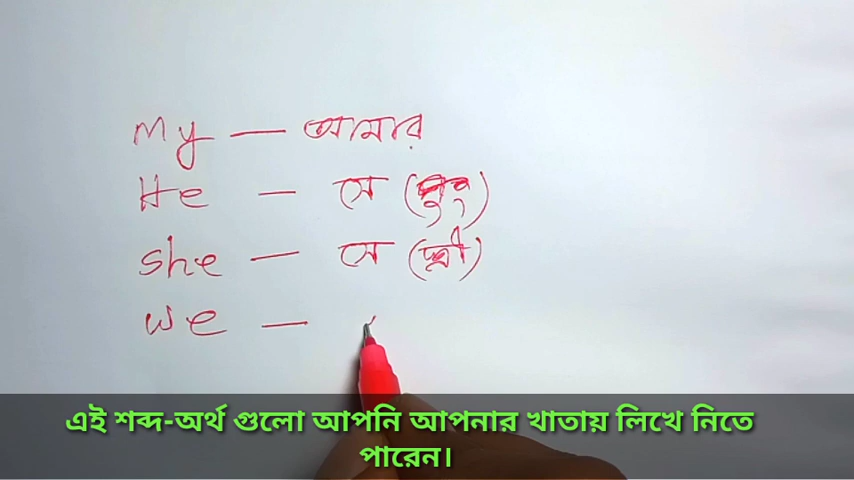 My — আমার
He — সে (পুং)
She — সে (স্ত্রী)
we —
এই শব্দ-অর্থ গুলো আপনি আপনার খাতায় লিখে নিতে
পারেন।